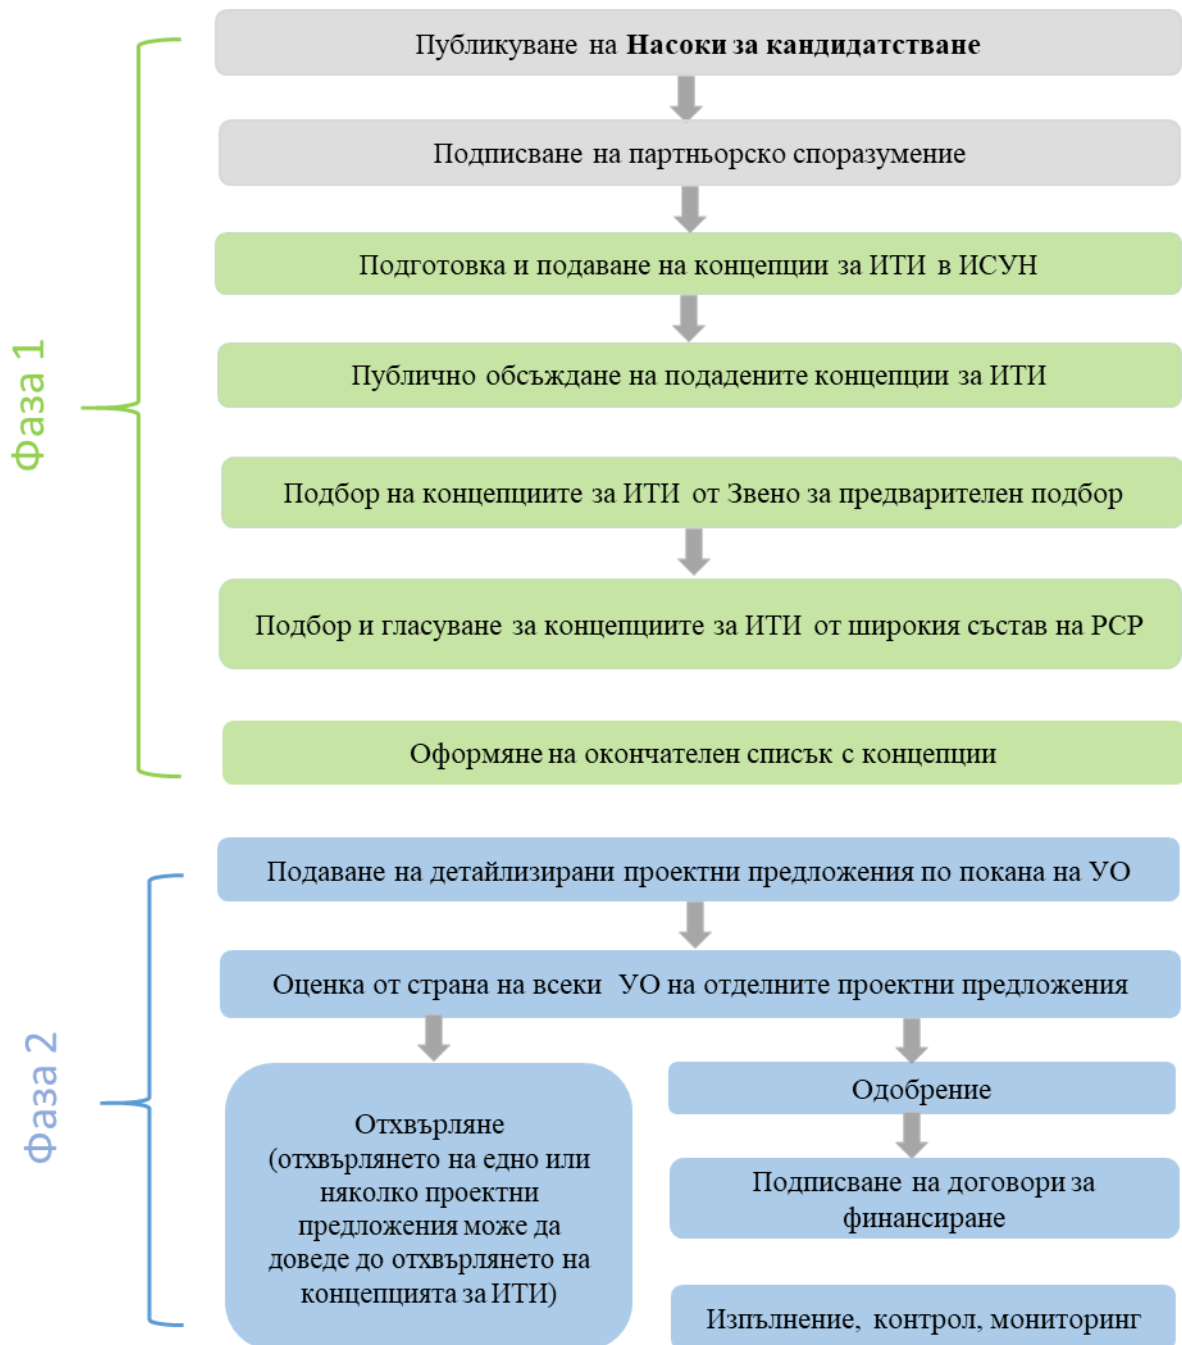 Фаза 1
Публикуване на Насоки за кандидатстване
Подписване на партньорско споразумение
Подготовка и подаване на концепции за ИТИ в ИСУН
Публично обсъждане на подадените концепции за ИТИ
Подбор на концепциите за ИТИ от Звено за предварителен подбор
Подбор и гласуване за концепциите за ИТИ от широкия състав на РСР
Оформяне на окончателен списък с концепции
Фаза 2
Подаване на детайлизирани проектни предложения по покана на УО
Оценка от страна на всеки УО на отделните проектни предложения
Отхвърляне
(отхвърлянето на едно или
няколко проектни
предложения може да
доведе до отхвърлянето на
концепцията за ИТИ)
Одобрение
Подписване на договори за
финансиране
Изпълнение, контрол, мониторинг